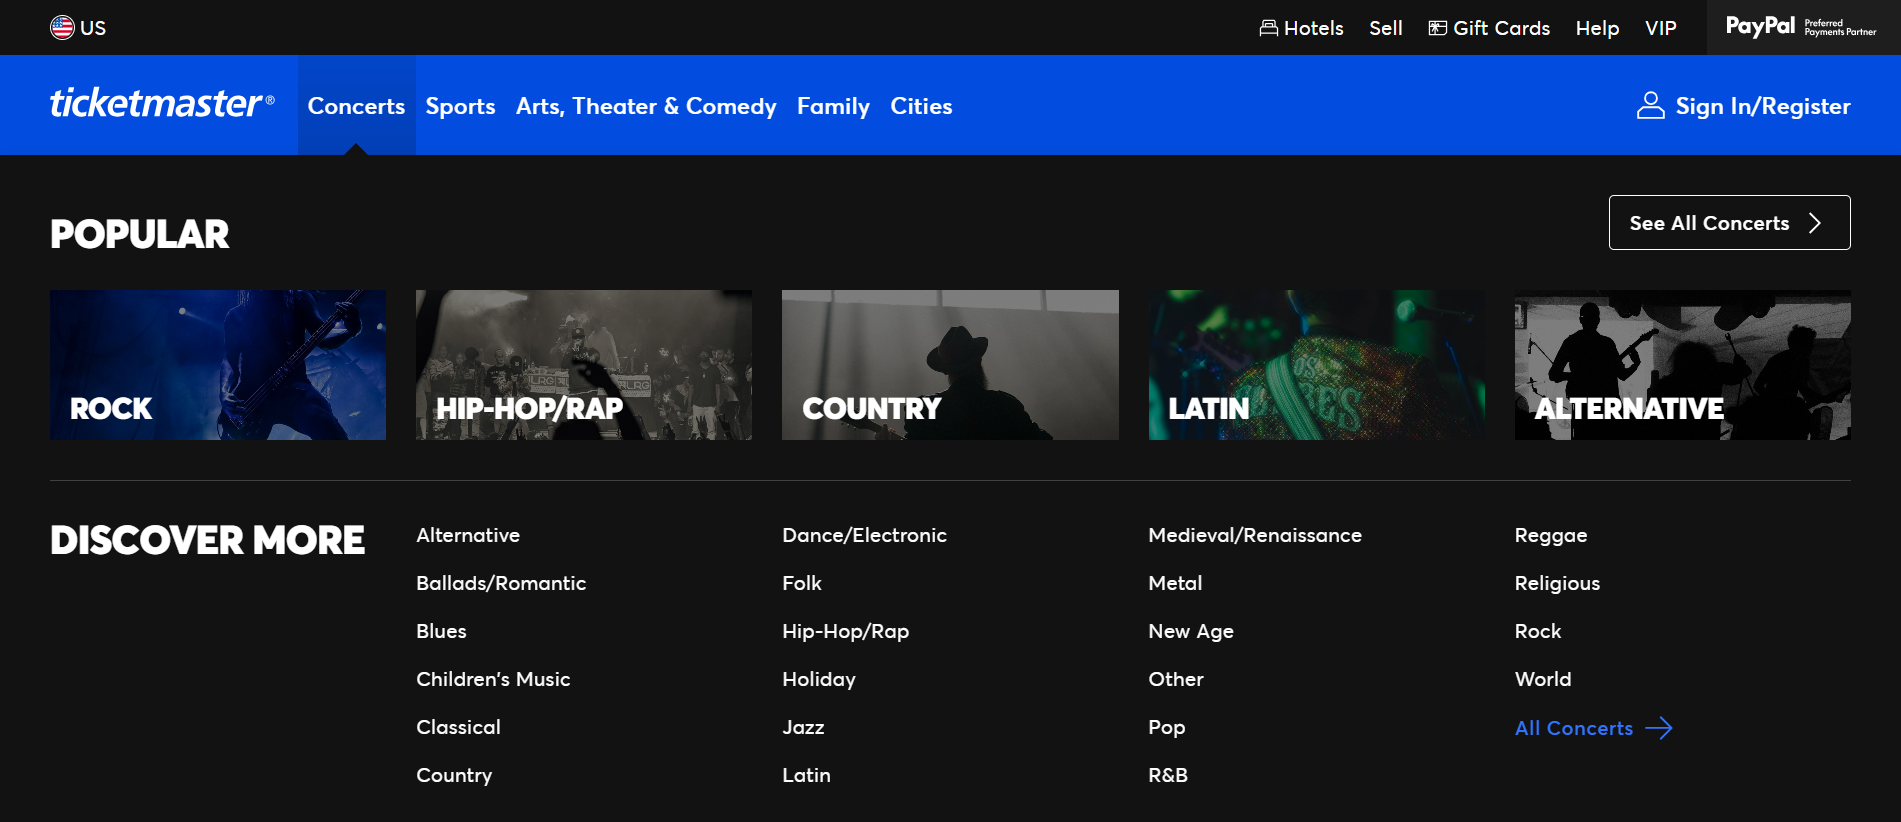 US
Hotels
Sell
Gift Cards
Help
VIP
PayPal
Preferred
Payments Partner
ticketmaster®
Concerts
Sports
Arts, Theater & Comedy
Family
Cities
Sign In/Register
POPULAR
See All Concerts
ROCK
HIP-HOP/RAP
LRG
LRG
COUNTRY
LATIN
ALTERNATIVE
DISCOVER MORE
Alternative
Ballads/Romantic
Blues
Children's Music
Classical
Country
Dance/Electronic
Folk
Hip-Hop/Rap
Holiday
Jazz
Latin
Medieval/Renaissance
Metal
New Age
Other
Pop
R&B
Reggae
Religious
Rock
World
All Concerts